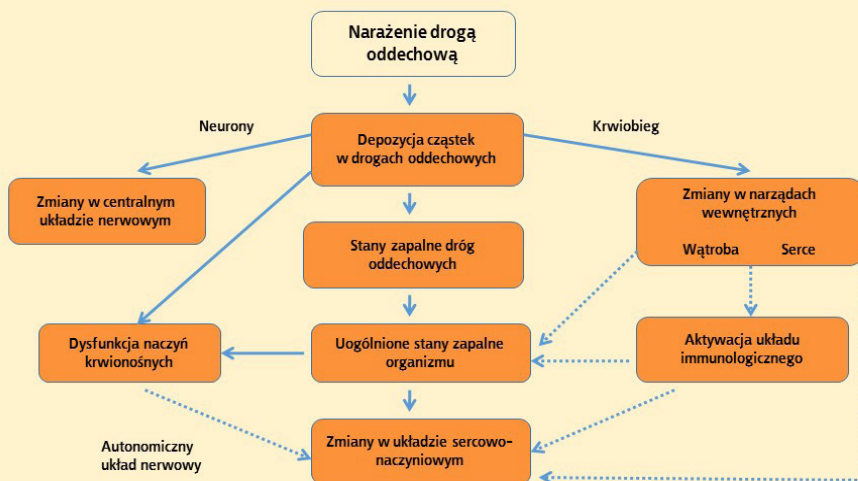 Narażenie drogą
oddechową
Neurony
Krwiobieg
Depozycja cząstek
w drogach oddechowych
Zmiany w centralnym
układzie nerwowym
Zmiany w narządach
wewnętrznych
Wątroba Serce
Stany zapalne dróg
oddechowych
Dysfunkcja naczyń
krwionośnych
Uogólnione stany zapalne
organizmu
Aktywacja układu
immunologicznego
Autonomiczny
układ nerwowy
Zmiany w układzie sercowo-
naczyniowym